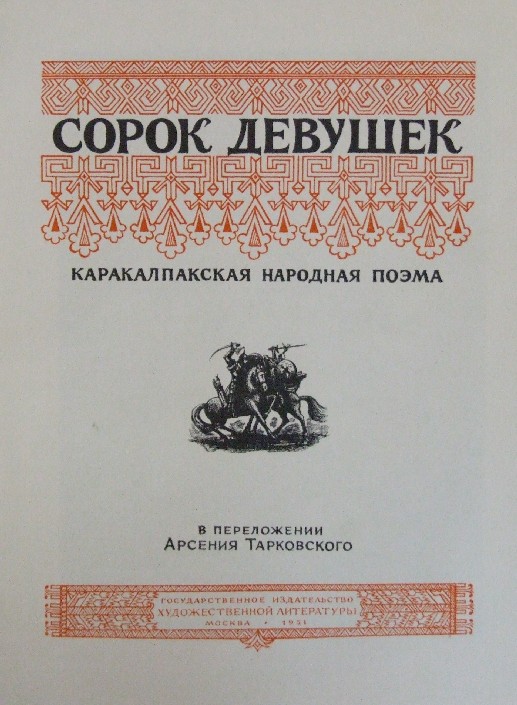 СОРОК ДЕВУШЕК
КАРАКАЛПАКСКАЯ НАРОДНАЯ ПОЭМА
В ПЕРЕЛОЖЕНИИ
АРСЕНИЯ ТАРКОВСКОГО
ГОСУДАРСТВЕННОЕ ИЗДАТЕЛЬСТВО
ХУДОЖЕСТВЕННОЙ ЛИТЕРАТУРЫ
МОСКВА • 1951